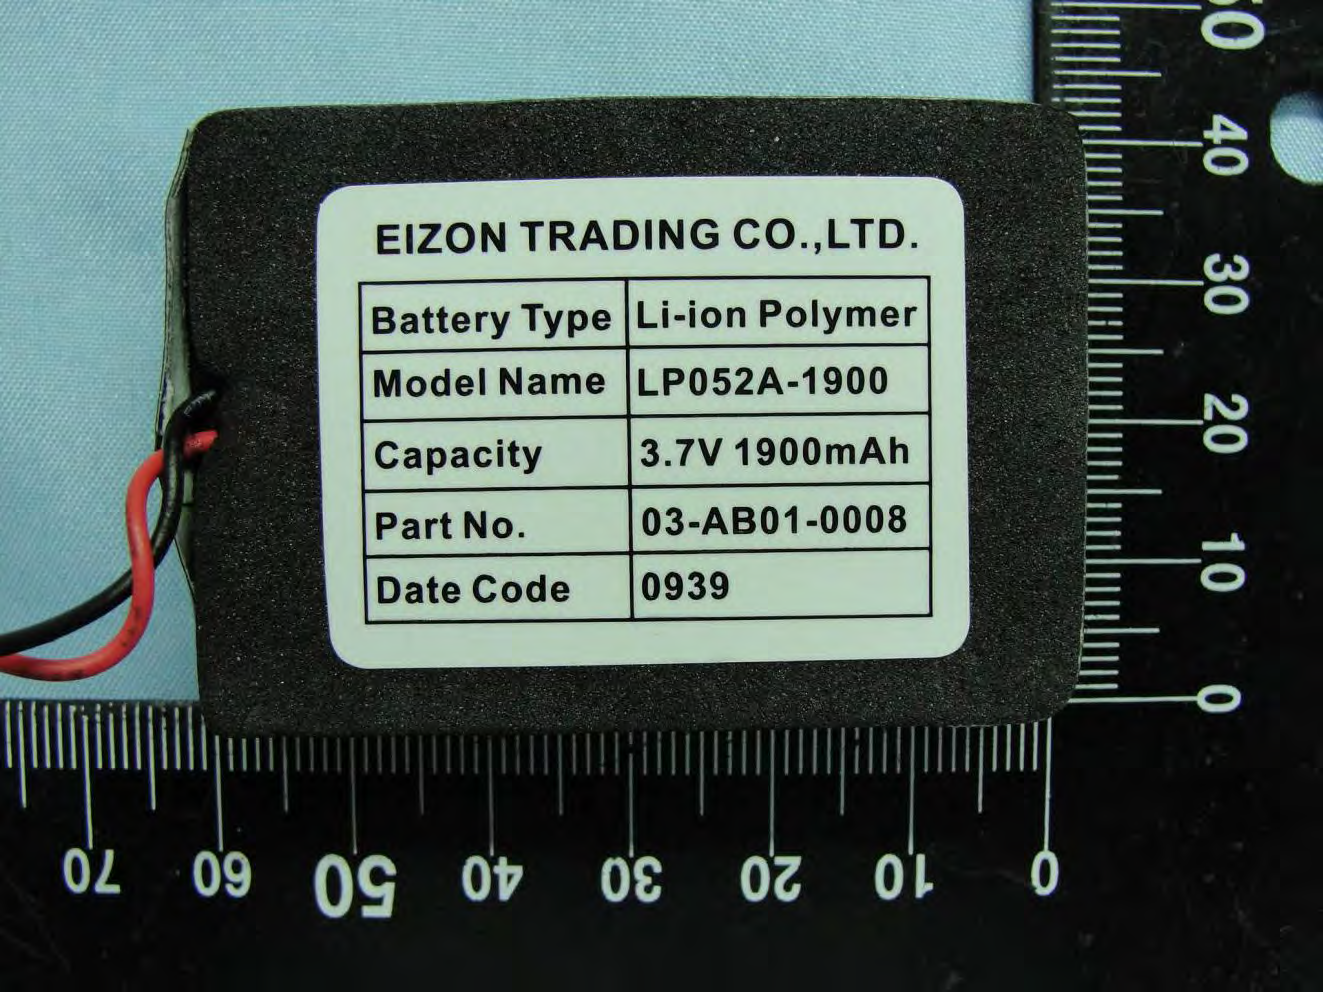 EIZON TRADING CO.,LTD.
Battery Type Li-ion Polymer
Model Name LP052A-1900
Capacity 3.7V 1900mAh
Part No. 03-AB01-0008
Date Code 0939
50
40
30
20
10
0
70 60 50 40 30 20 10 0